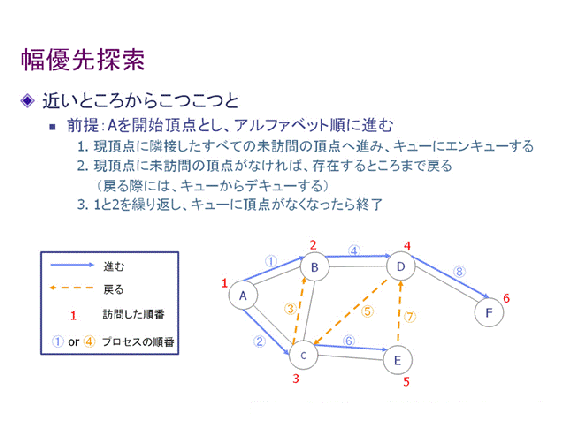 幅優先探索
近いところからこつこつと
前提:Aを開始頂点とし、アルファベット順に進む
1. 現頂点に隣接したすべての未訪問の頂点へ進み、キューにエンキューする
2. 現頂点に未訪問の頂点がなければ、存在するところまで戻る
(戻る際には、キューからデキューする)
3. 1と2を繰り返し、キューに頂点がなくなったら終了
進む
戻る
1 訪問した順番
① or ④ プロセスの順番
1
A
①
2
B
④
4
D
⑧
6
F
②
③
⑤
⑦
3
C
⑥
E
5